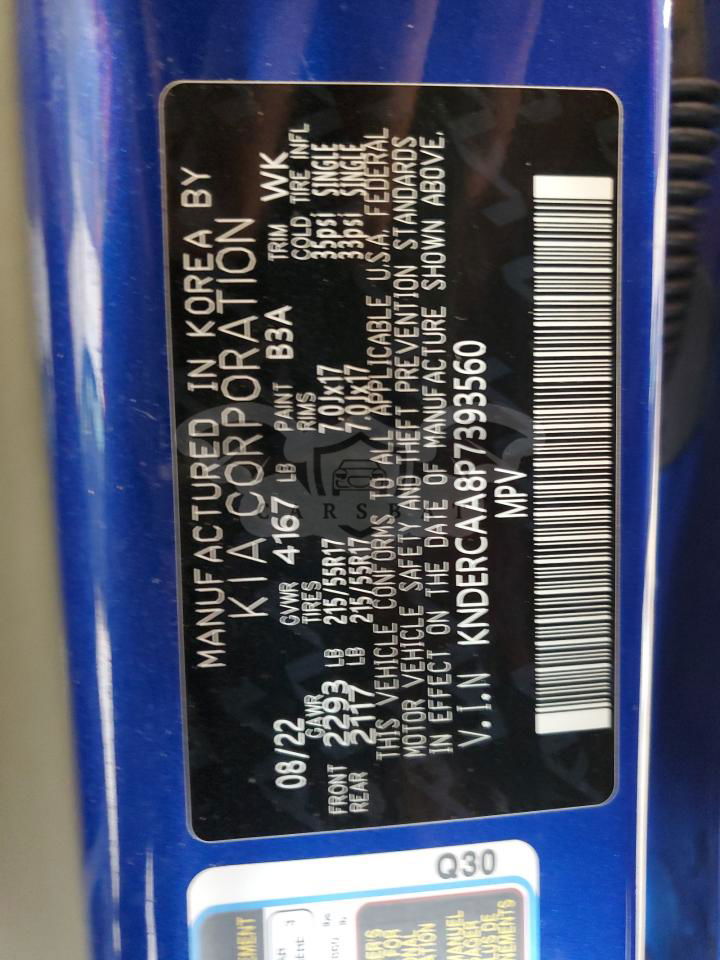 MANUFACTURED IN KOREA BY
KIA CORPORATION
08/22 GVWR 4167 LB PAINT B3A TRIM WK
GAWR TIRES RIMS COLD TIRE INFL
FRONT 2293 LB 215/55R17 7.0Jx17 35psi SINGLE
REAR 2117 LB 215/55R17 7.0Jx17 33psi SINGLE
THIS VEHICLE CONFORMS TO ALL APPLICABLE U.S.A. FEDERAL
MOTOR VEHICLE SAFETY AND THEFT PREVENTION STANDARDS
IN EFFECT ON THE DATE OF MANUFACTURE SHOWN ABOVE.
V.I.N KNDERCAA8P7393560
MPV
Q30
CARSB